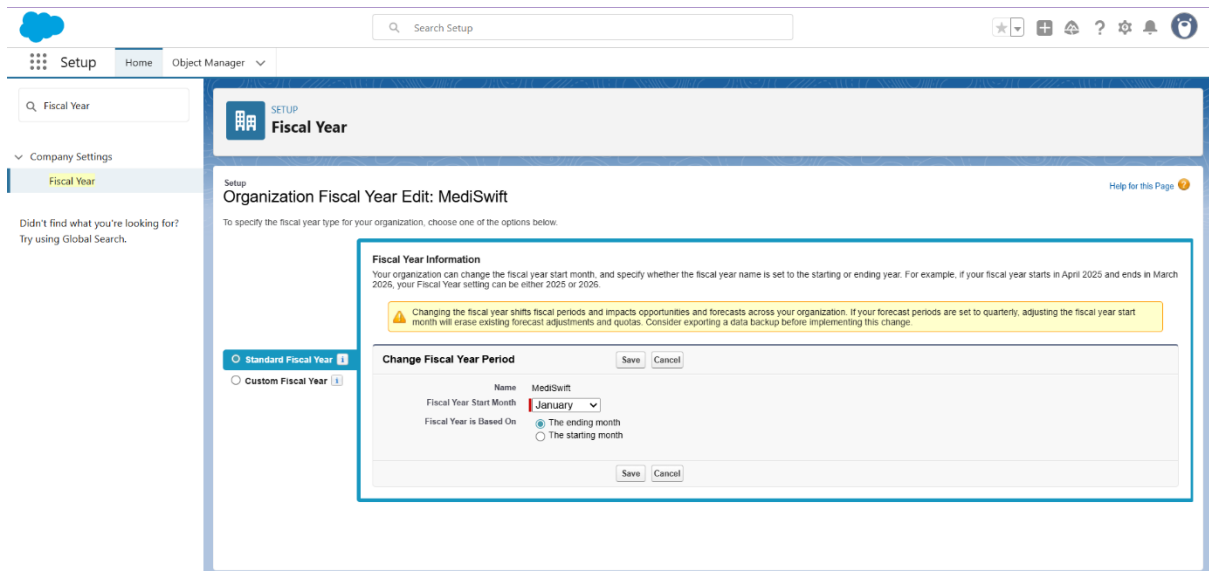 Search Setup
Setup
Home
Object Manager
Fiscal Year
Company Settings
Fiscal Year
Didn't find what you're looking for?
Try using Global Search.
SETUP
Fiscal Year
Setup
Organization Fiscal Year Edit: MediSwift
Help for this Page
To specify the fiscal year type for your organization, choose one of the options below.
Fiscal Year Information
Your organization can change the fiscal year start month, and specify whether the fiscal year name is set to the starting or ending year. For example, if your fiscal year starts in April 2025 and ends in March
2026, your Fiscal Year setting can be either 2025 or 2026.
Changing the fiscal year shifts fiscal periods and impacts opportunities and forecasts across your organization. If your forecast periods are set to quarterly, adjusting the fiscal year start
month will erase existing forecast adjustments and quotas. Consider exporting a data backup before implementing this change.
Standard Fiscal Year i
Custom Fiscal Year i
Change Fiscal Year Period
Save Cancel
Name MediSwift
Fiscal Year Start Month January
Fiscal Year is Based On The ending month
The starting month
Save Cancel